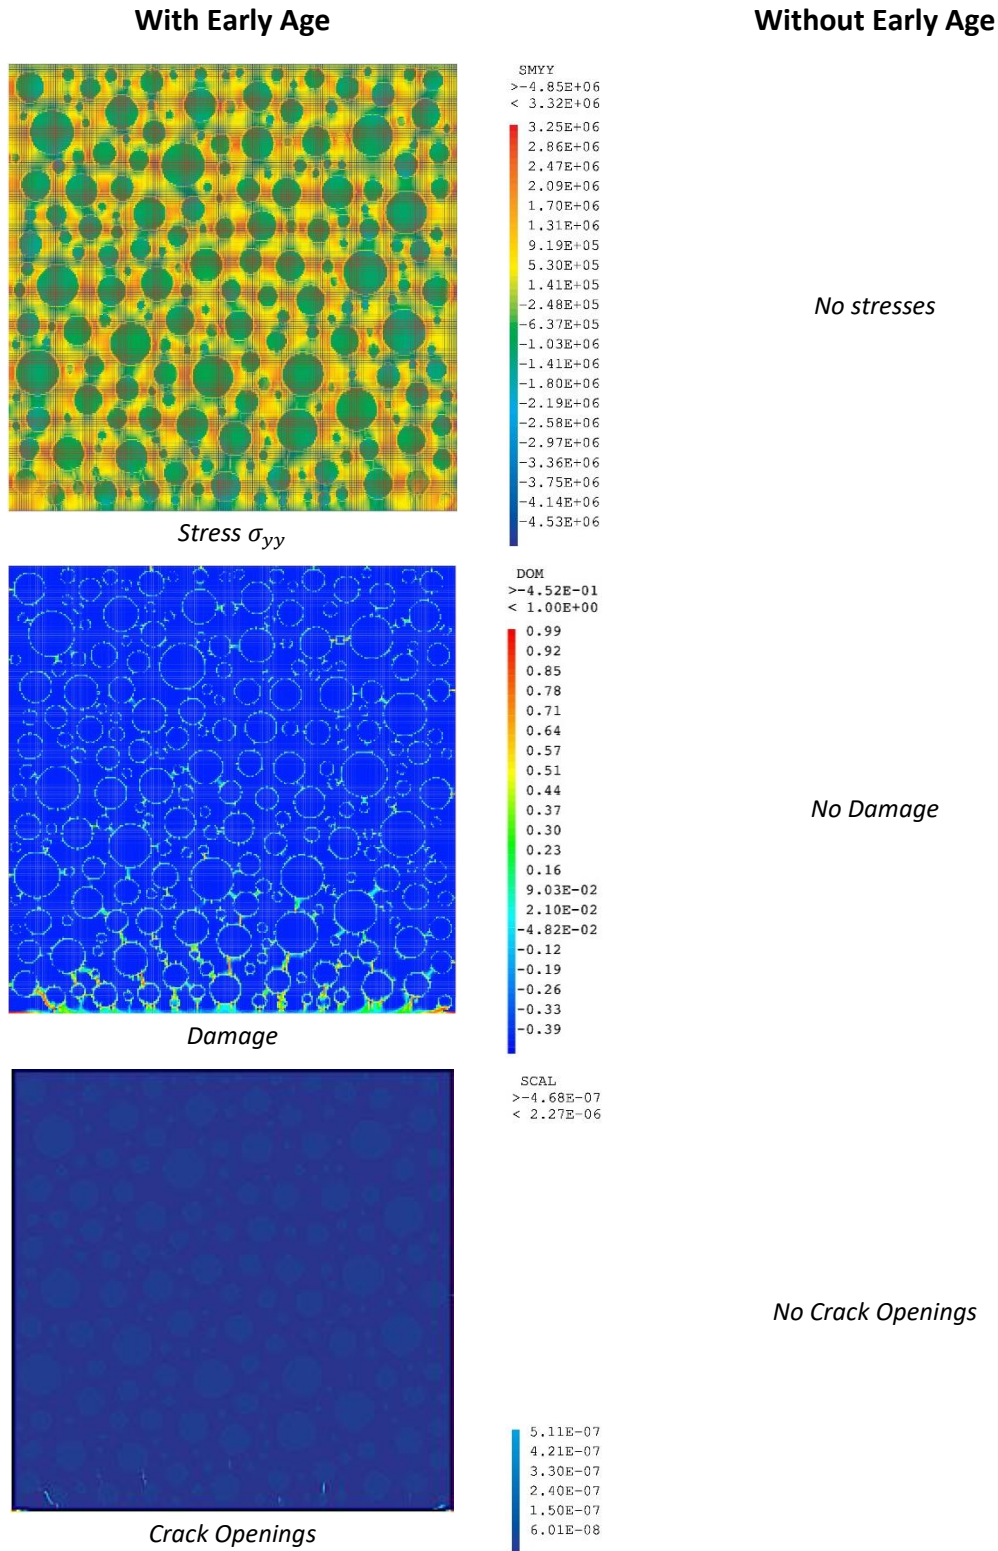 With Early Age
Without Early Age
SMYY
>-4.85E+06
< 3.32E+06
3.25E+06
2.86E+06
2.47E+06
2.09E+06
1.70E+06
1.31E+06
9.19E+05
5.30E+05
1.41E+05
-2.48E+05
-6.37E+05
-1.03E+06
-1.41E+06
-1.80E+06
-2.19E+06
-2.58E+06
-2.97E+06
-3.36E+06
-3.75E+06
-4.14E+06
-4.53E+06
No stresses
Stress σyy
DOM
>-4.52E-01
< 1.00E+00
0.99
0.92
0.85
0.78
0.71
0.64
0.57
0.51
0.44
0.37
0.30
0.23
0.16
9.03E-02
2.10E-02
-4.82E-02
-0.12
-0.19
-0.26
-0.33
-0.39
No Damage
Damage
SCAL
>-4.68E-07
< 2.27E-06
No Crack Openings
5.11E-07
4.21E-07
3.30E-07
2.40E-07
1.50E-07
6.01E-08
Crack Openings